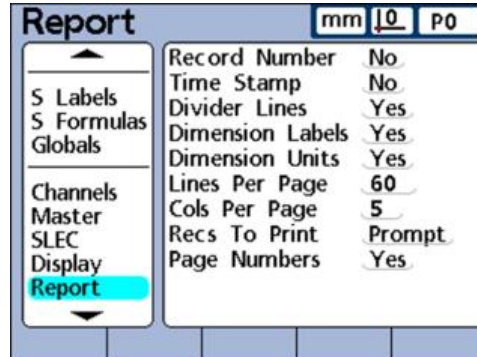 Report mm 0 P0
S Labels
S Formulas
Globals
Channels
Master
SLEC
Display
Report
Record Number No
Time Stamp No
Divider Lines Yes
Dimension Labels Yes
Dimension Units Yes
Lines Per Page 60
Cols Per Page 5
Recs To Print Prompt
Page Numbers Yes